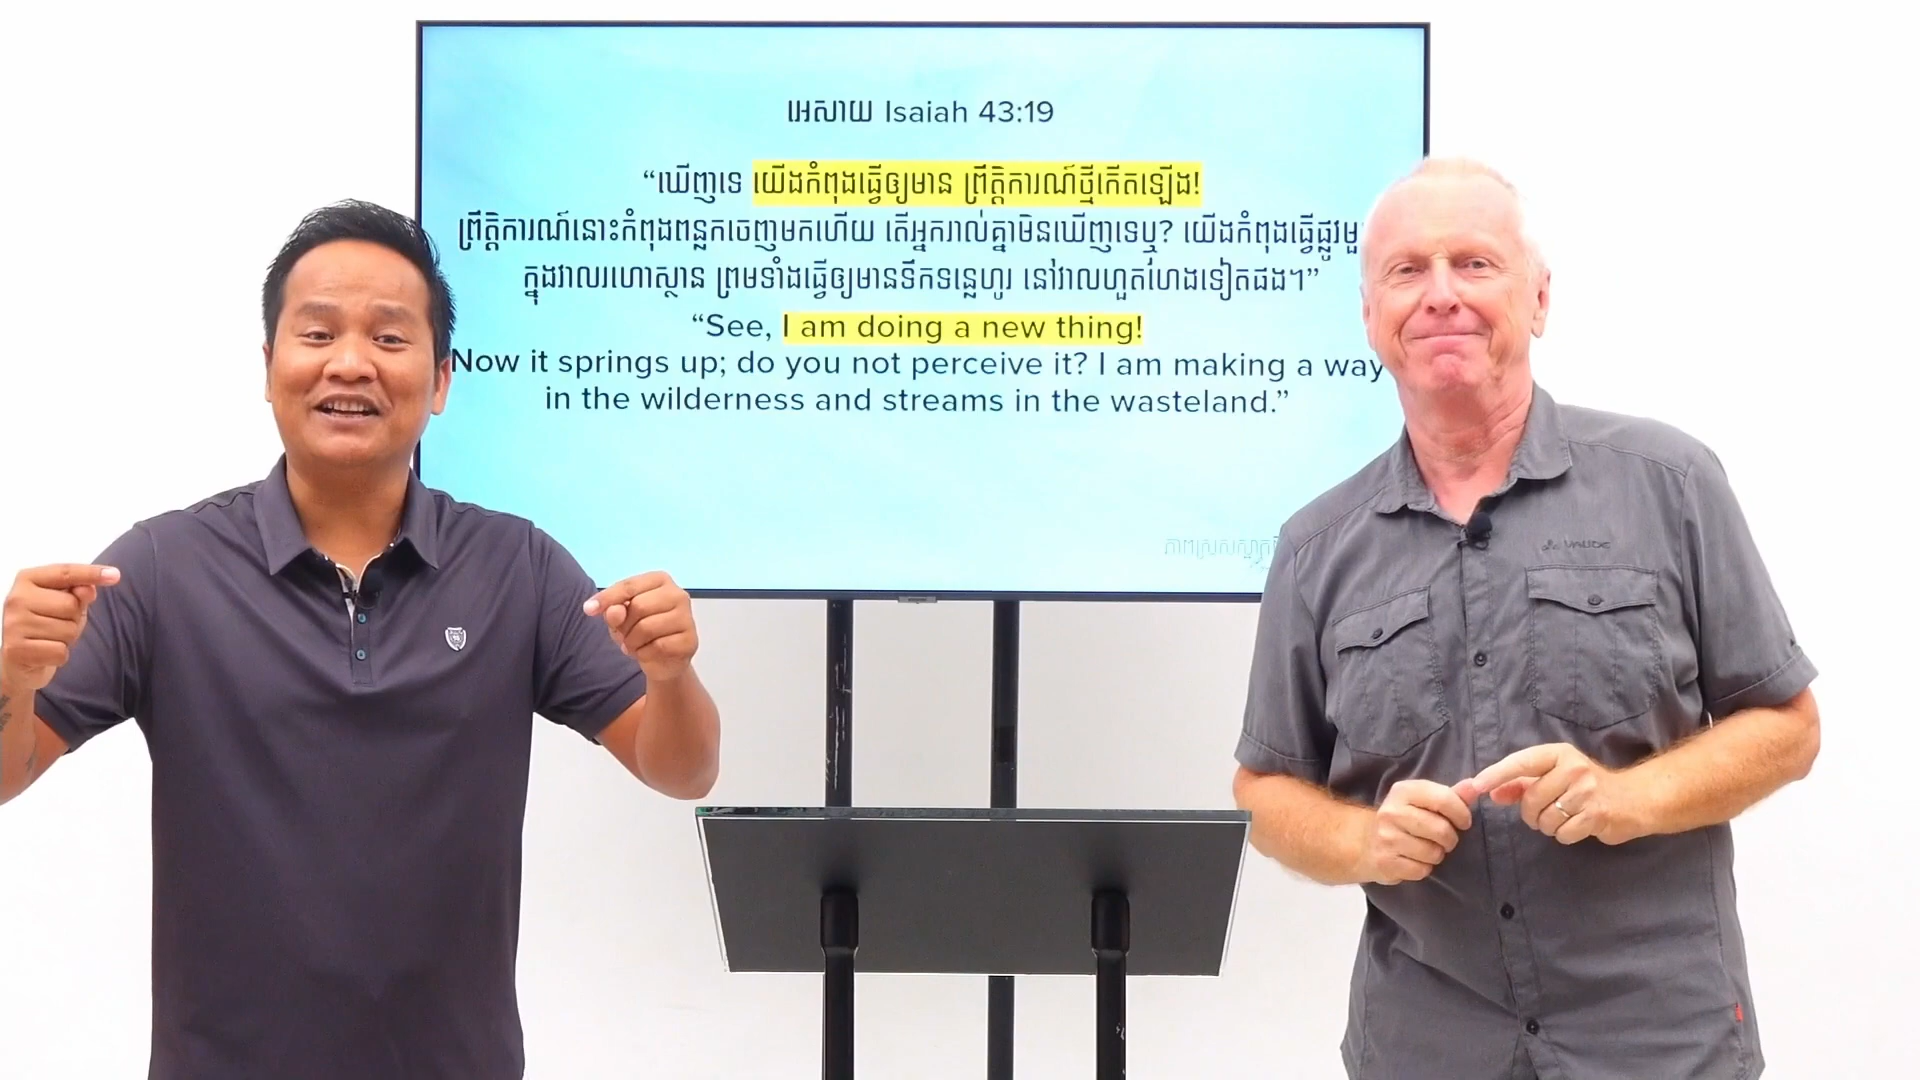 អេសាយ Isaiah 43:19
“ឃើញទេ យើងកំពុងធ្វើឲ្យមាន ព្រឹត្តិការណ៍ថ្មីកើតឡើង!
ព្រឹត្តិការណ៍នោះកំពុងពន្លកចេញមកហើយ តើអ្នករាល់គ្នាមិនឃើញទេឬ? យើងកំពុងធ្វើផ្លូវ
ក្នុងវាលរហោស្ថាន ព្រមទាំងធ្វើឲ្យមានទឹកទន្លេហូរ នៅវាលហួតហែងទៀតផង។”
“See, I am doing a new thing!
Now it springs up; do you not perceive it? I am making a way
in the wilderness and streams in the wasteland.”
VAUDE